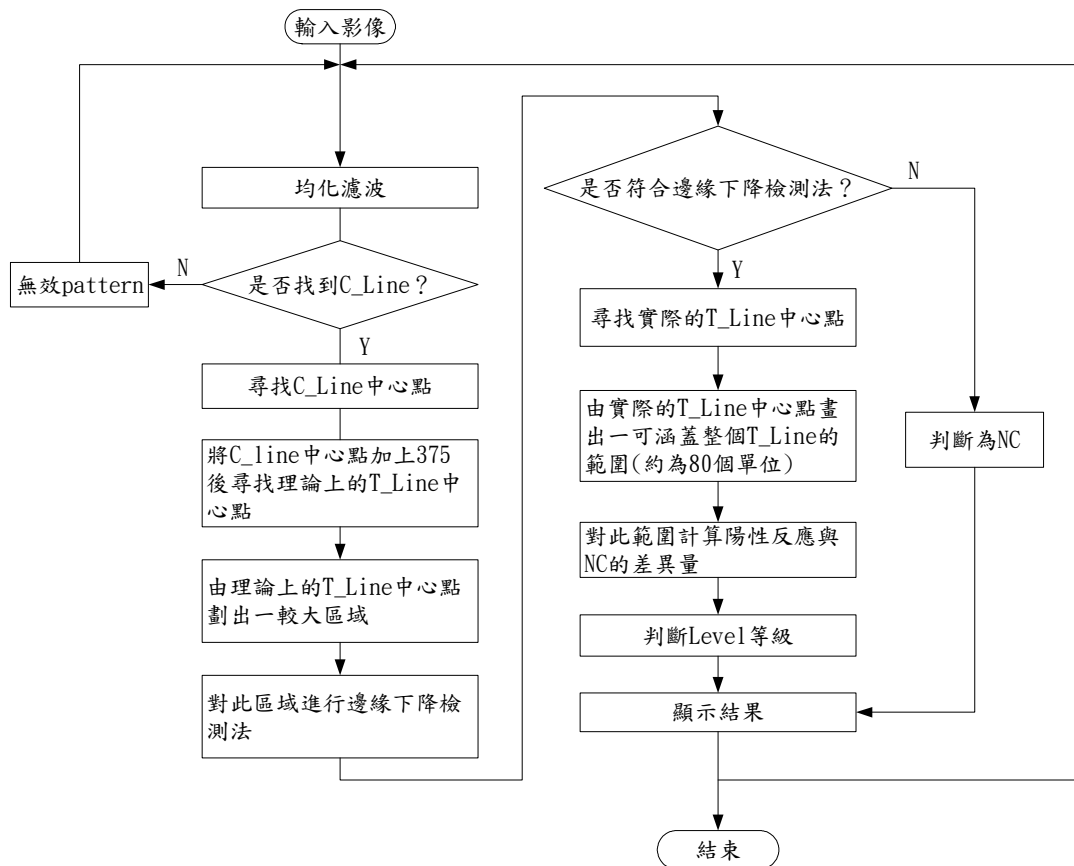 輸入影像
均化濾波
是否找到C_Line？
N
無效pattern
Y
尋找C_Line中心點
將C_line中心點加上375
後尋找理論上的T_Line中
心點
由理論上的T_Line中心點
劃出一較大區域
對此區域進行邊緣下降檢
測法
是否符合邊緣下降檢測法？
N
Y
尋找實際的T_Line中心點
由實際的T_Line中心點畫
出一可涵蓋整個T_Line的
範圍(約為80個單位)
判斷為NC
對此範圍計算陽性反應與
NC的差異量
判斷Level等級
顯示結果
結束